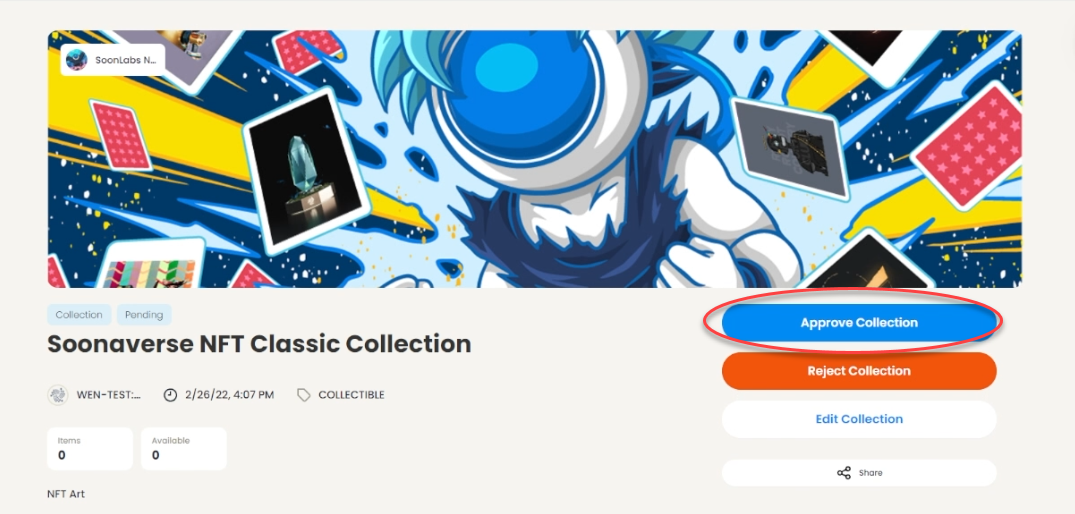 SoonLabs N...
Collection Pending
Soonaverse NFT Classic Collection
WEN-TEST:... 2/26/22, 4:07 PM COLLECTIBLE
Items Available
0 0
NFT Art
Approve Collection
Reject Collection
Edit Collection
Share